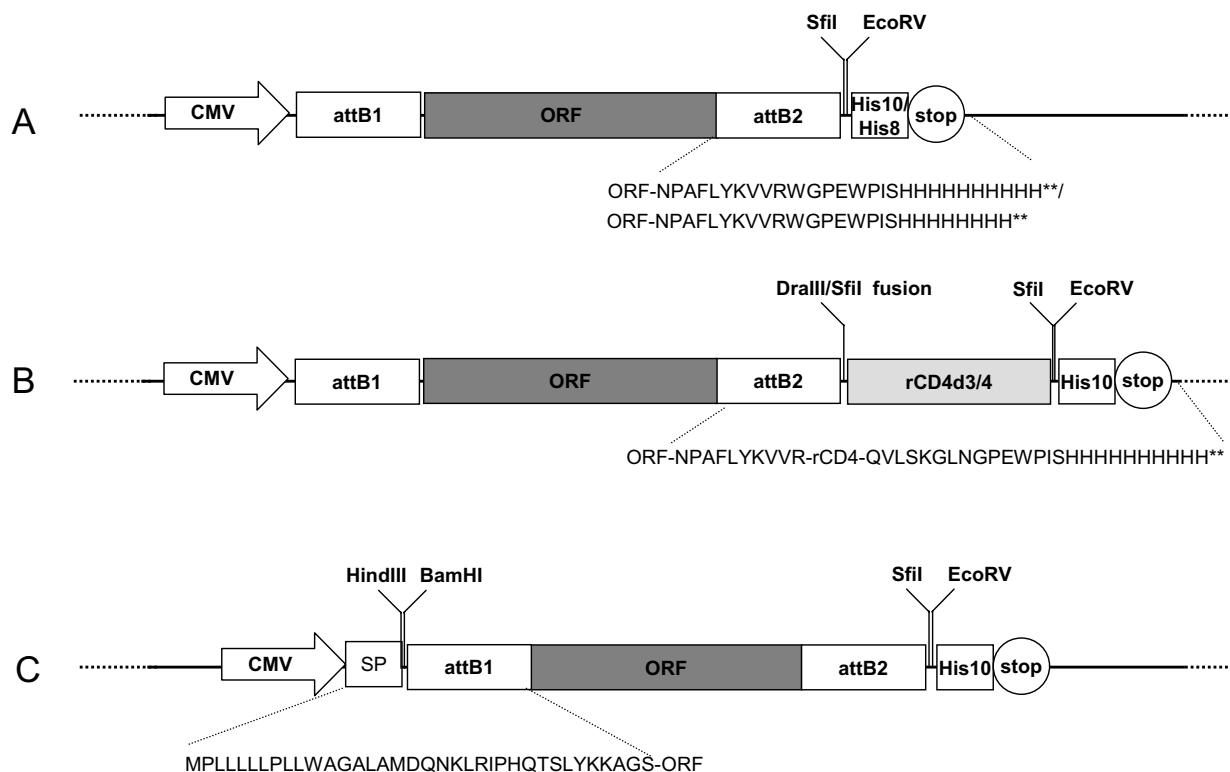 SfiI EcoRV
A
CMV
attB1
ORF
attB2
His10/
His8
stop
ORF-NPAFLYKVVRWGPEWPISHHHHHHHHHH**/
ORF-NPAFLYKVVRWGPEWPISHHHHHHHH**
DraIII/SfiI fusion
SfiI EcoRV
B
CMV
attB1
ORF
attB2
rCD4d3/4
His10
stop
ORF-NPAFLYKVVR-rCD4-QVLSKGLNGPEWPISHHHHHHHHHH**
HindIII BamHI
SfiI EcoRV
C
CMV
SP
attB1
ORF
attB2
His10
stop
MPLLLLLPLLWAGALAMDQNKLRIPHQTSLYKKAGS-ORF